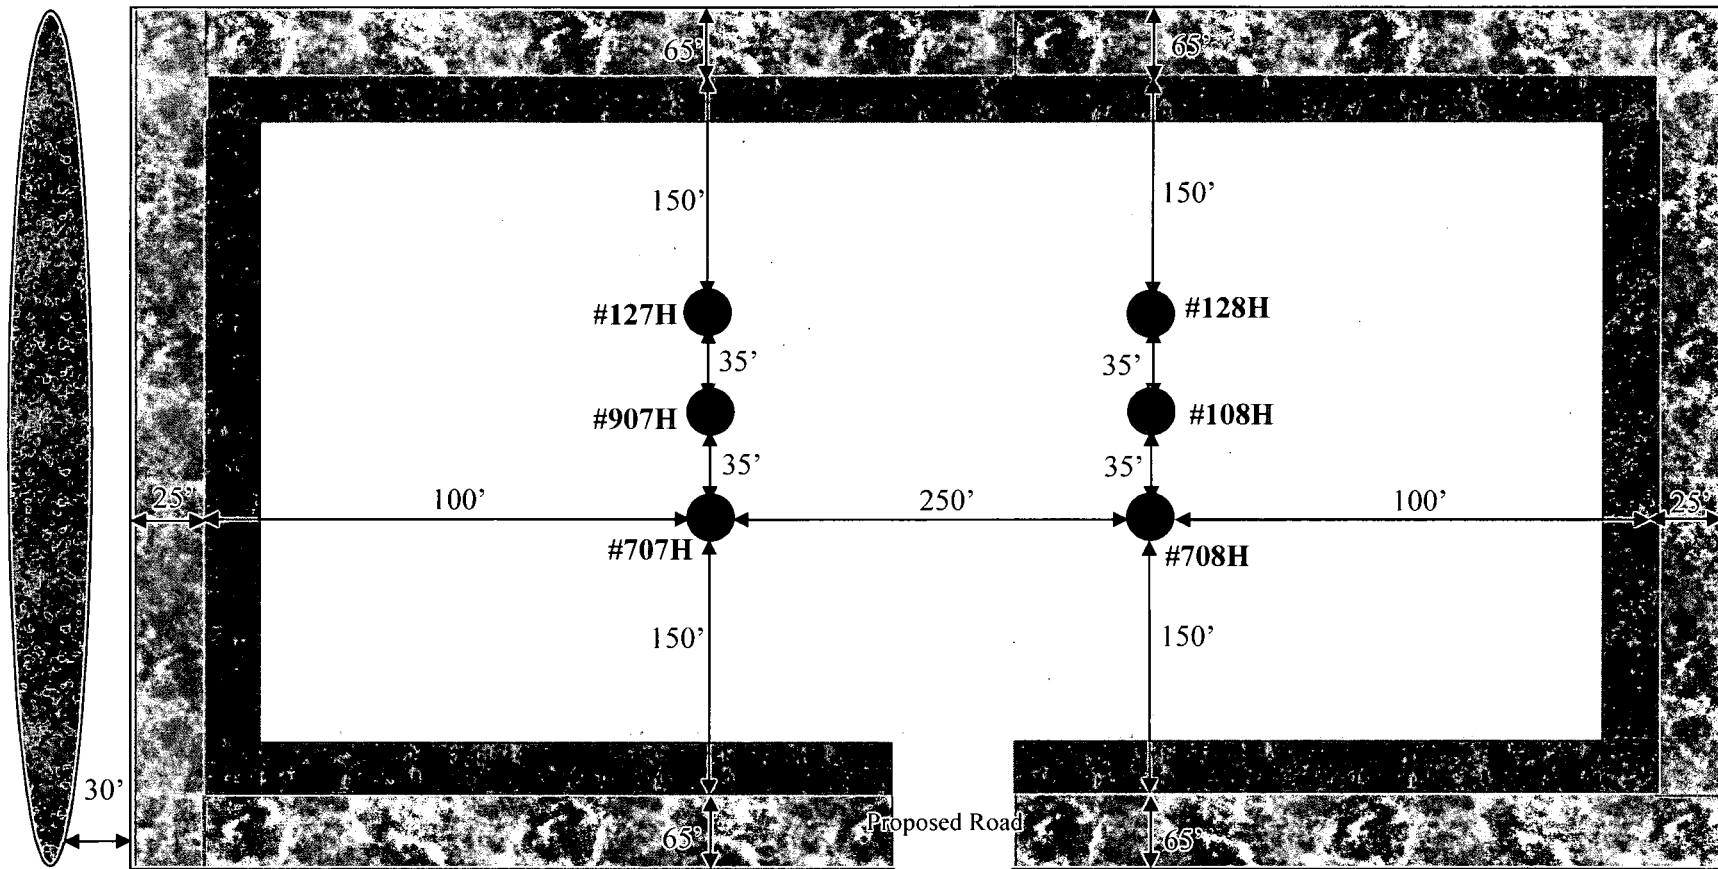 65’ 65’
150’ 150’
#127H #128H
35’ 35’
#907H #108H
35’ 35’
25’ 100’ 250’ 100’ 25’
#707H #708H
150’ 150’
30’
65’ Proposed Road 65’